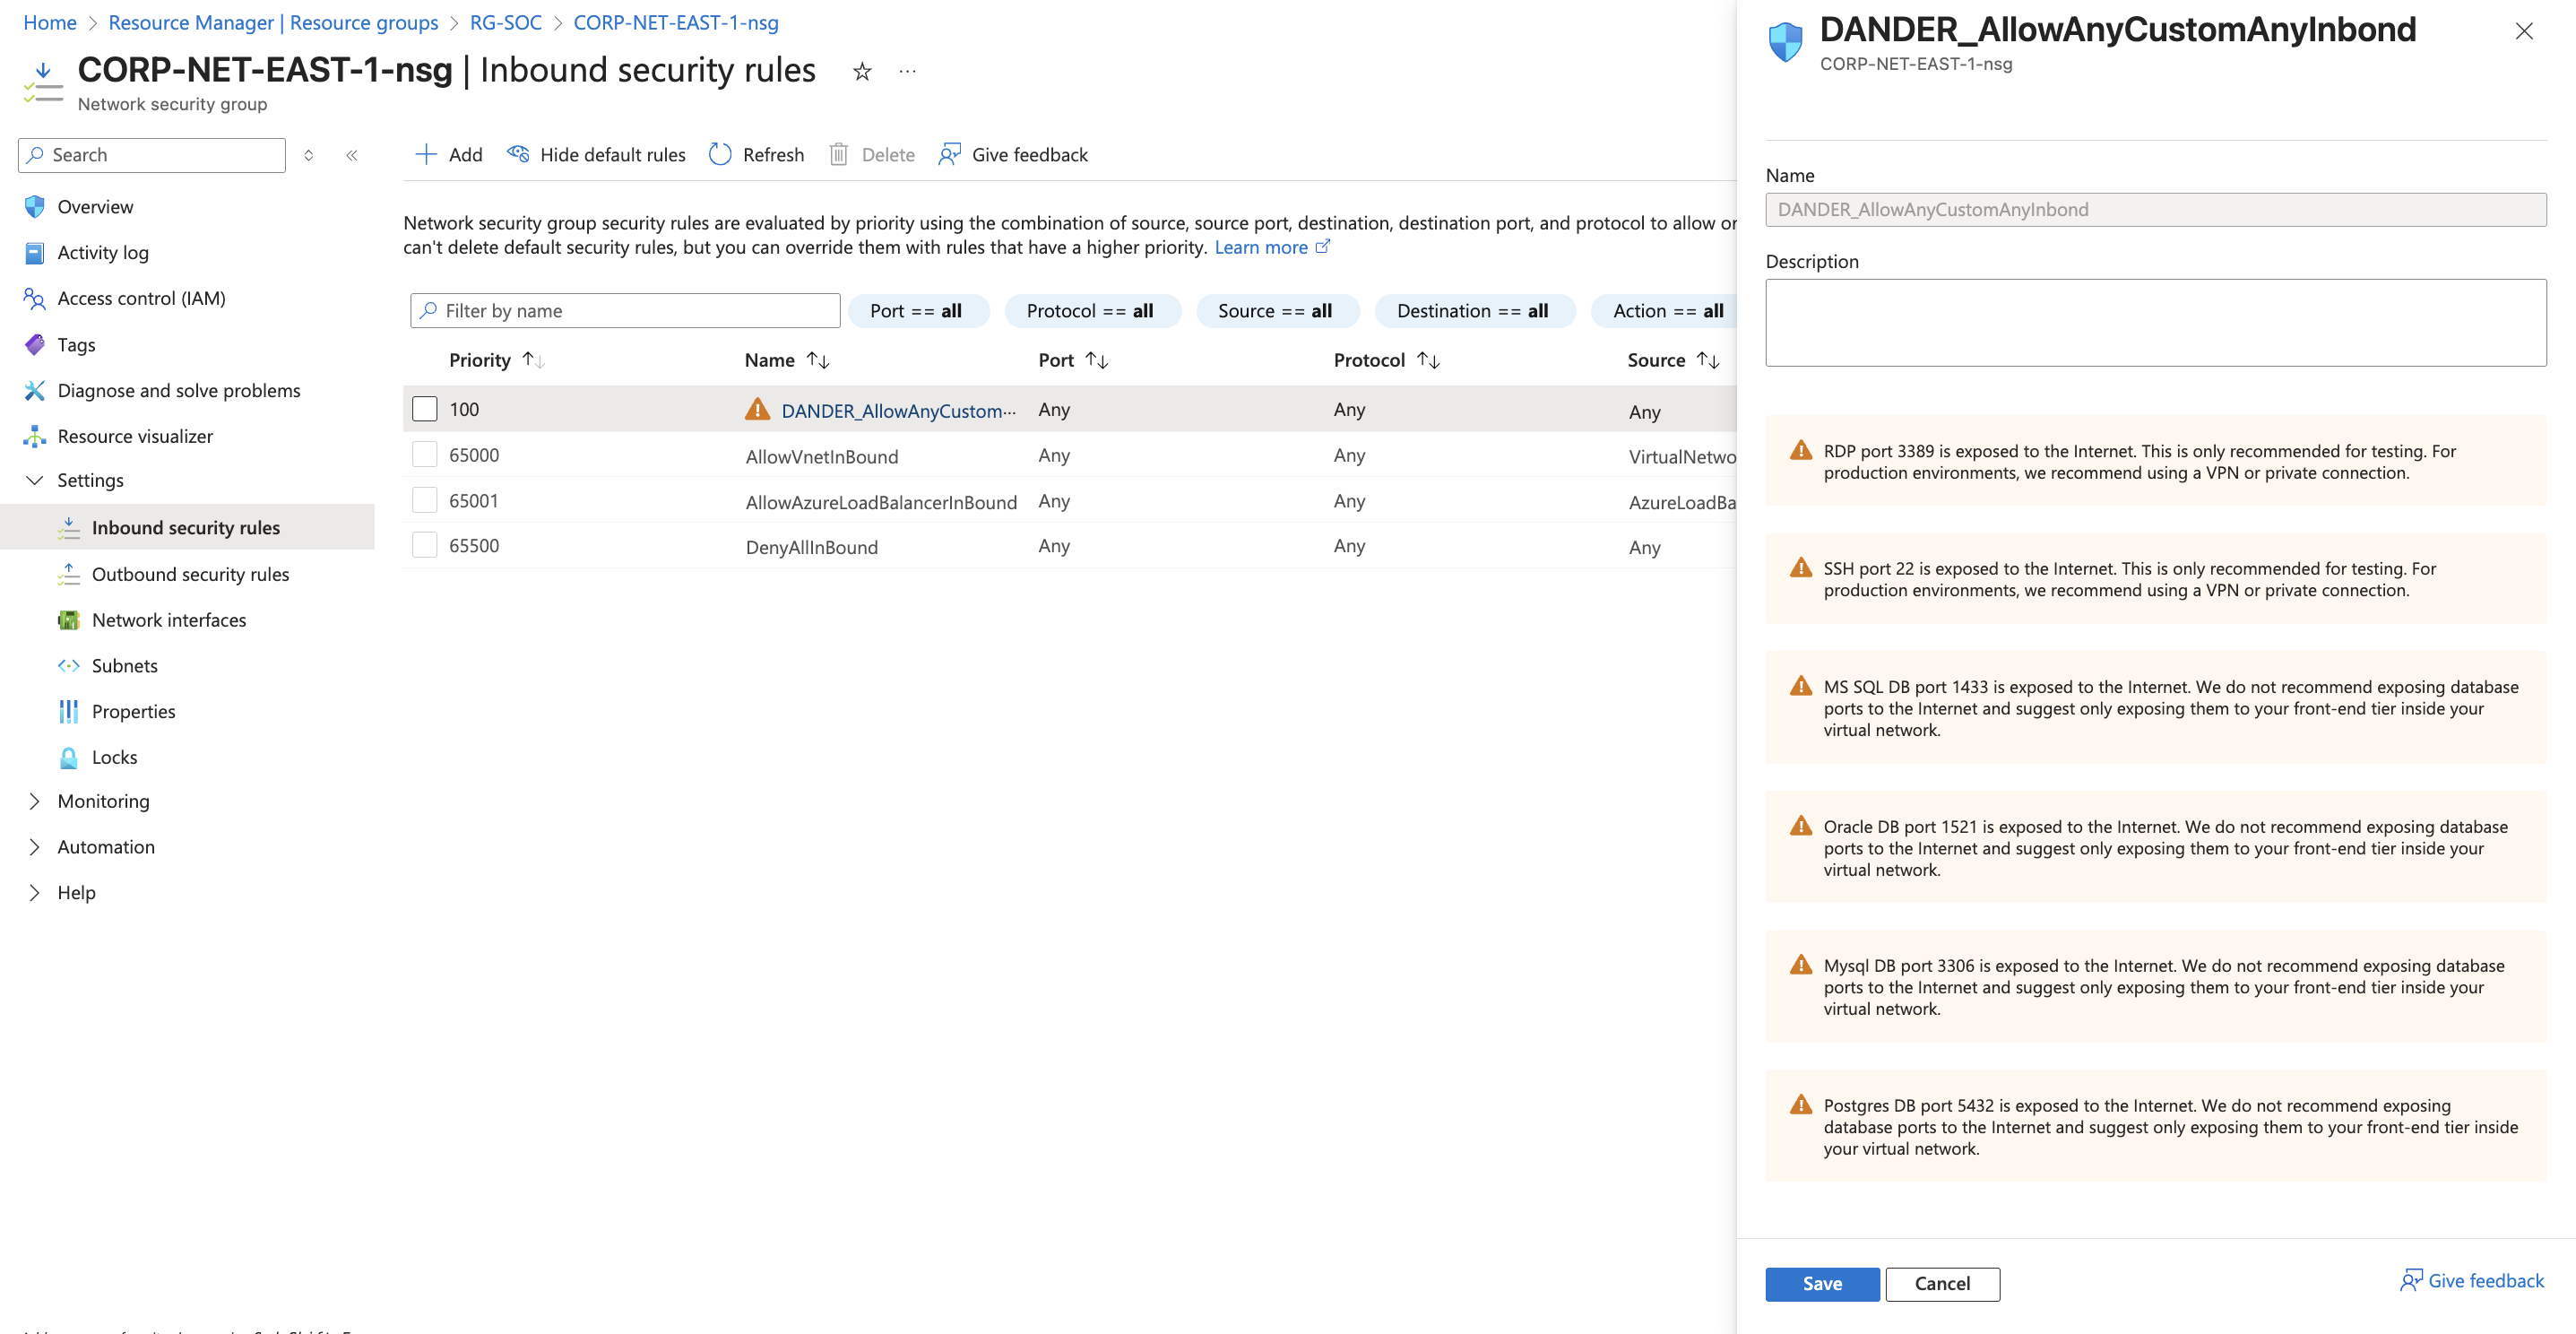 Home > Resource Manager | Resource groups > RG-SOC > CORP-NET-EAST-1-nsg
CORP-NET-EAST-1-nsg | Inbound security rules
Network security group
Search
Overview
Activity log
Access control (IAM)
Tags
Diagnose and solve problems
Resource visualizer
Settings
Inbound security rules
Outbound security rules
Network interfaces
Subnets
Properties
Locks
Monitoring
Automation
Help
Add Hide default rules Refresh Delete Give feedback
Network security group security rules are evaluated by priority using the combination of source, source port, destination, destination port, and protocol to allow or
can't delete default security rules, but you can override them with rules that have a higher priority. Learn more
Filter by name Port == all Protocol == all Source == all Destination == all Action == all
Priority Name Port Protocol Source
100 DANDER_AllowAnyCustom... Any Any Any
65000 AllowVnetInBound Any Any VirtualNetwo
65001 AllowAzureLoadBalancerInBound Any Any AzureLoadBa
65500 DenyAllInBound Any Any Any
DANDER_AllowAnyCustomAnyInbond
CORP-NET-EAST-1-nsg
Name
DANDER_AllowAnyCustomAnyInbond
Description
RDP port 3389 is exposed to the Internet. This is only recommended for testing. For
production environments, we recommend using a VPN or private connection.
SSH port 22 is exposed to the Internet. This is only recommended for testing. For
production environments, we recommend using a VPN or private connection.
MS SQL DB port 1433 is exposed to the Internet. We do not recommend exposing database
ports to the Internet and suggest only exposing them to your front-end tier inside your
virtual network.
Oracle DB port 1521 is exposed to the Internet. We do not recommend exposing database
ports to the Internet and suggest only exposing them to your front-end tier inside your
virtual network.
Mysql DB port 3306 is exposed to the Internet. We do not recommend exposing database
ports to the Internet and suggest only exposing them to your front-end tier inside your
virtual network.
Postgres DB port 5432 is exposed to the Internet. We do not recommend exposing
database ports to the Internet and suggest only exposing them to your front-end tier inside
your virtual network.
Save Cancel Give feedback